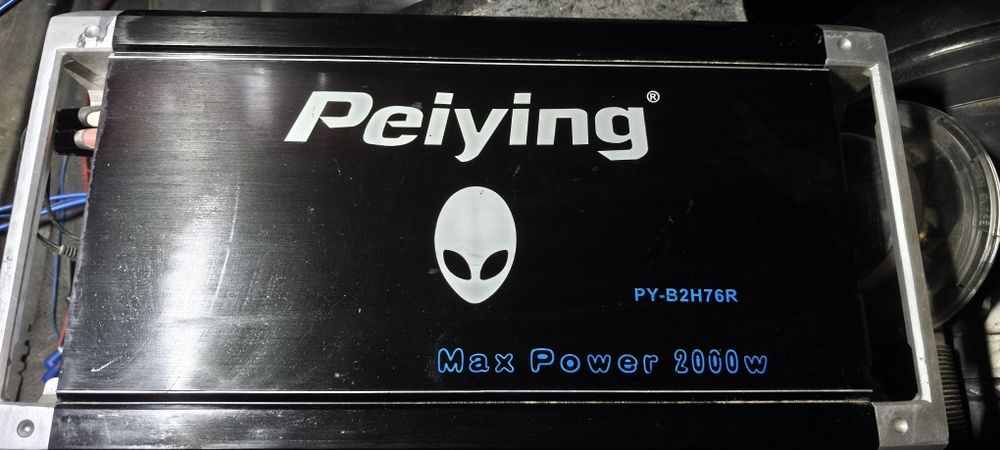 Peiying®
PY-B2H76R
Max Power 2000w